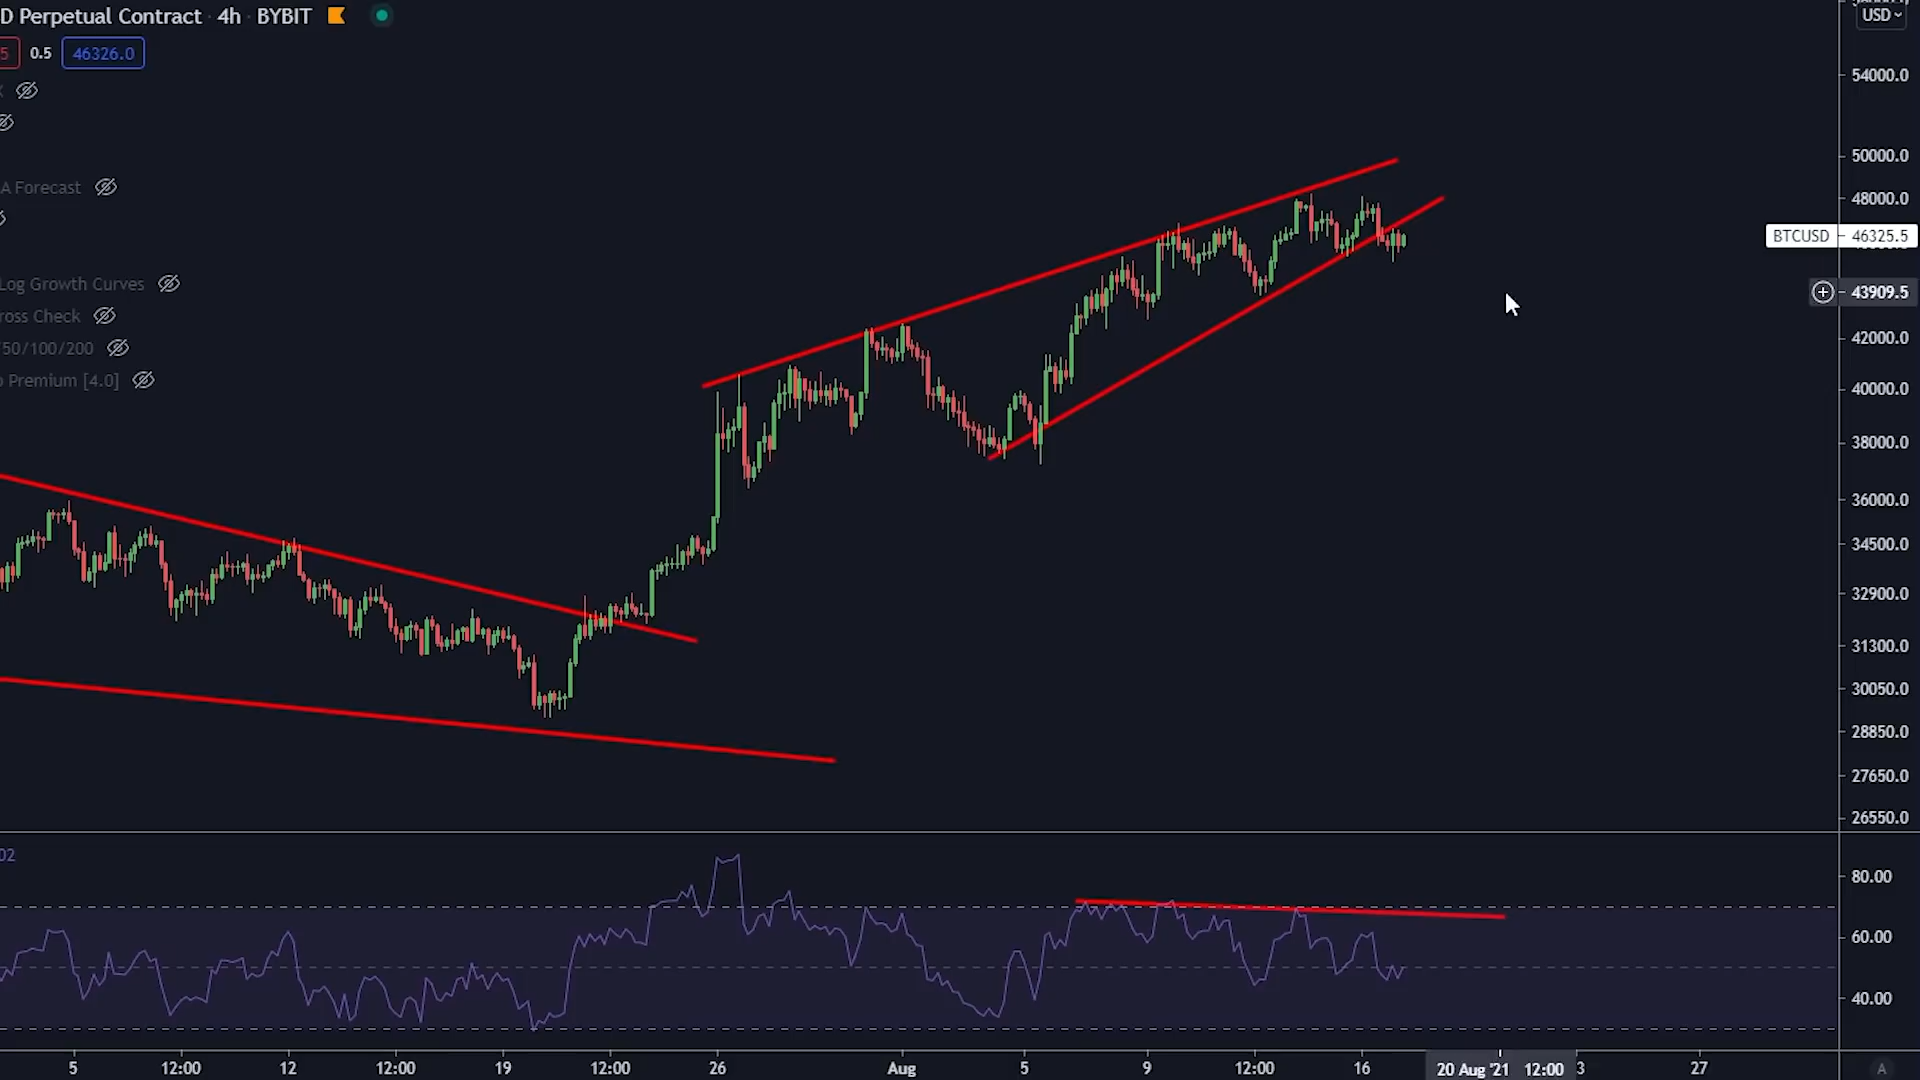 D Perpetual Contract · 4h · BYBIT
5 0.5 46326.0
A Forecast
Log Growth Curves
ross Check
50/100/200
Premium [4.0]
USD
54000.0
50000.0
48000.0
BTCUSD 46325.5
43909.5
42000.0
40000.0
38000.0
36000.0
34500.0
32900.0
31300.0
30050.0
28850.0
27650.0
26550.0
02
80.00
60.00
40.00
5 12:00 12 12:00 19 12:00 26 Aug 5 9 12:00 16 20 Aug '21 12:00 3 27 A